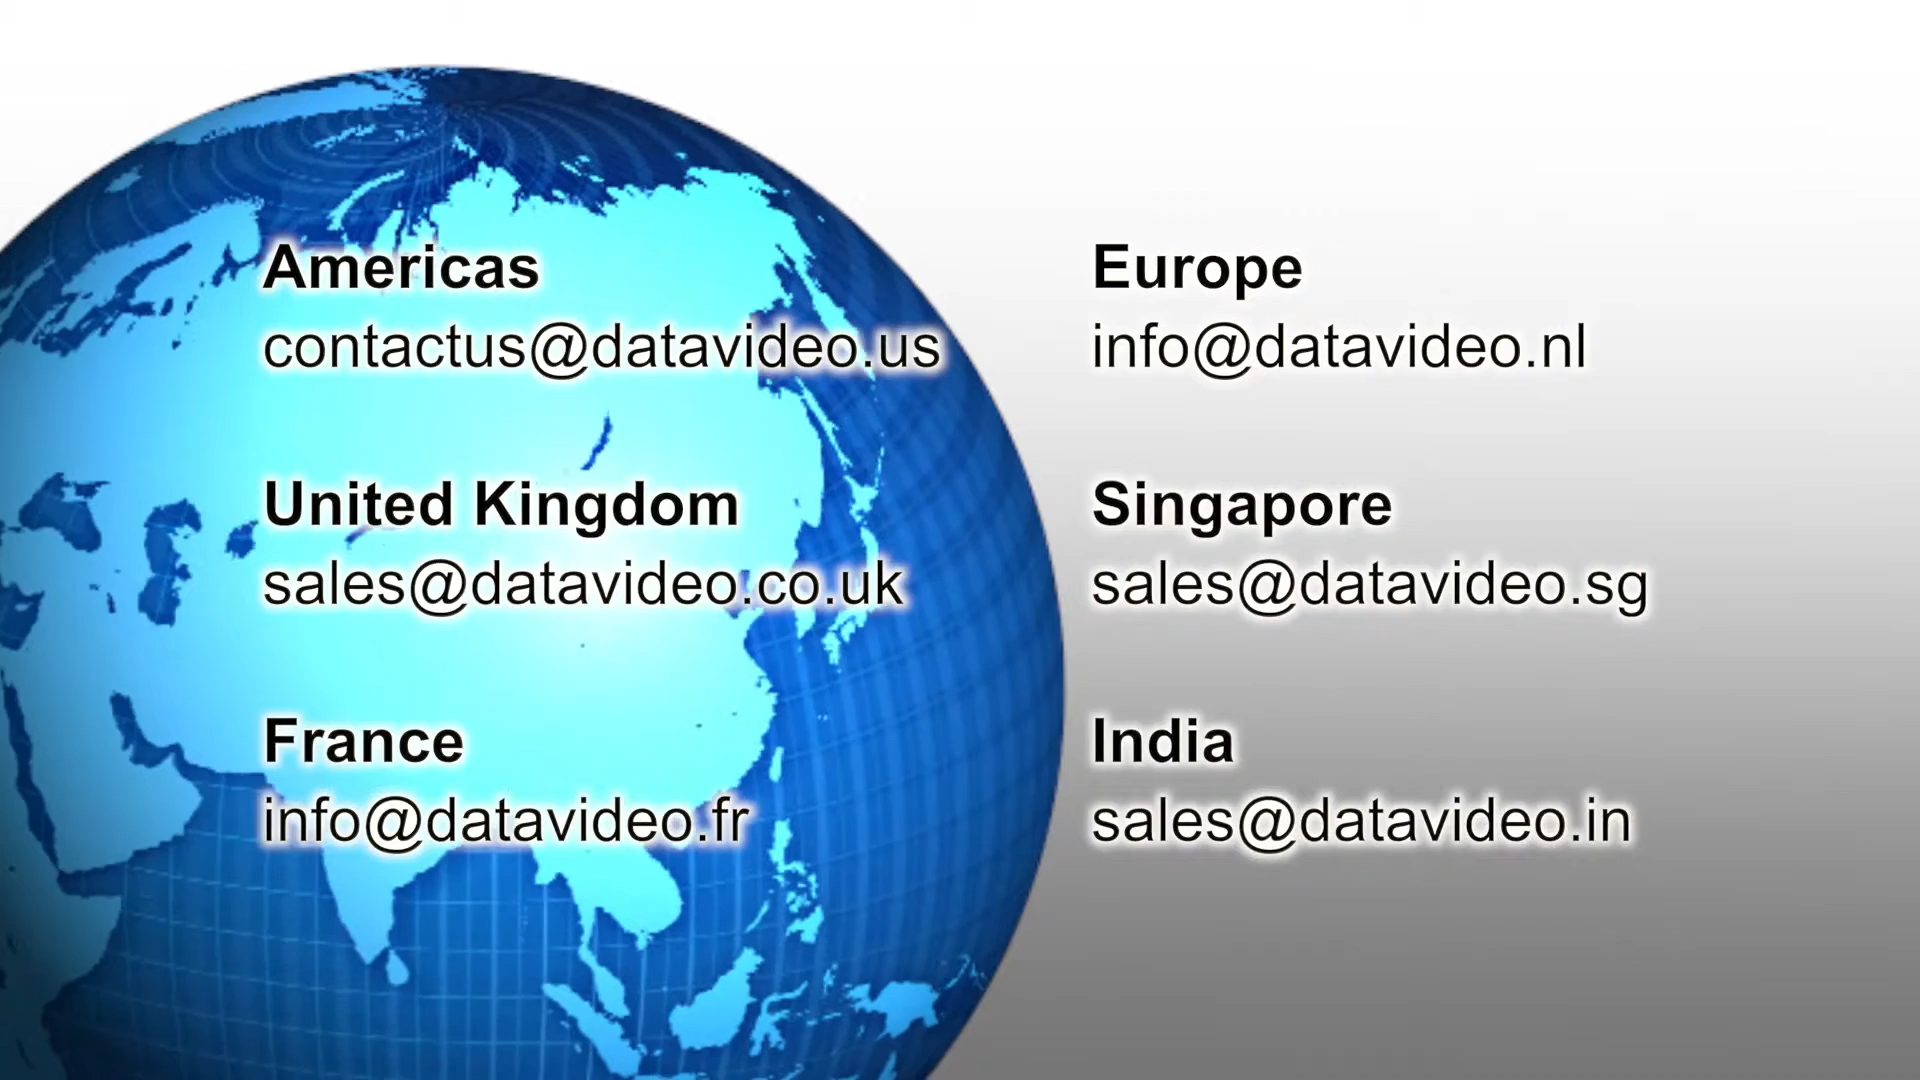 Americas
contactus@datavideo.us
United Kingdom
sales@datavideo.co.uk
France
info@datavideo.fr
Europe
info@datavideo.nl
Singapore
sales@datavideo.sg
India
sales@datavideo.in